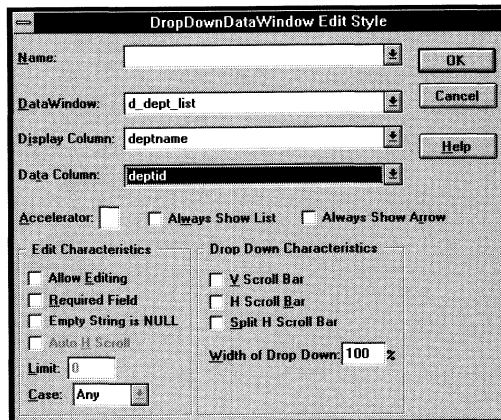 DropDownDataWindow Edit Style
Name:
OK
DataWindow: d_dept_list
Cancel
Display Column: deptname
Help
Data Column: deptid
Accelerator: Always Show List Always Show Arrow
Edit Characteristics
Allow Editing
Required Field
Empty String is NULL
Auto H Scroll
Limit: 0
Case: Any
Drop Down Characteristics
V Scroll Bar
H Scroll Bar
Split H Scroll Bar
Width of Drop Down: 100 %